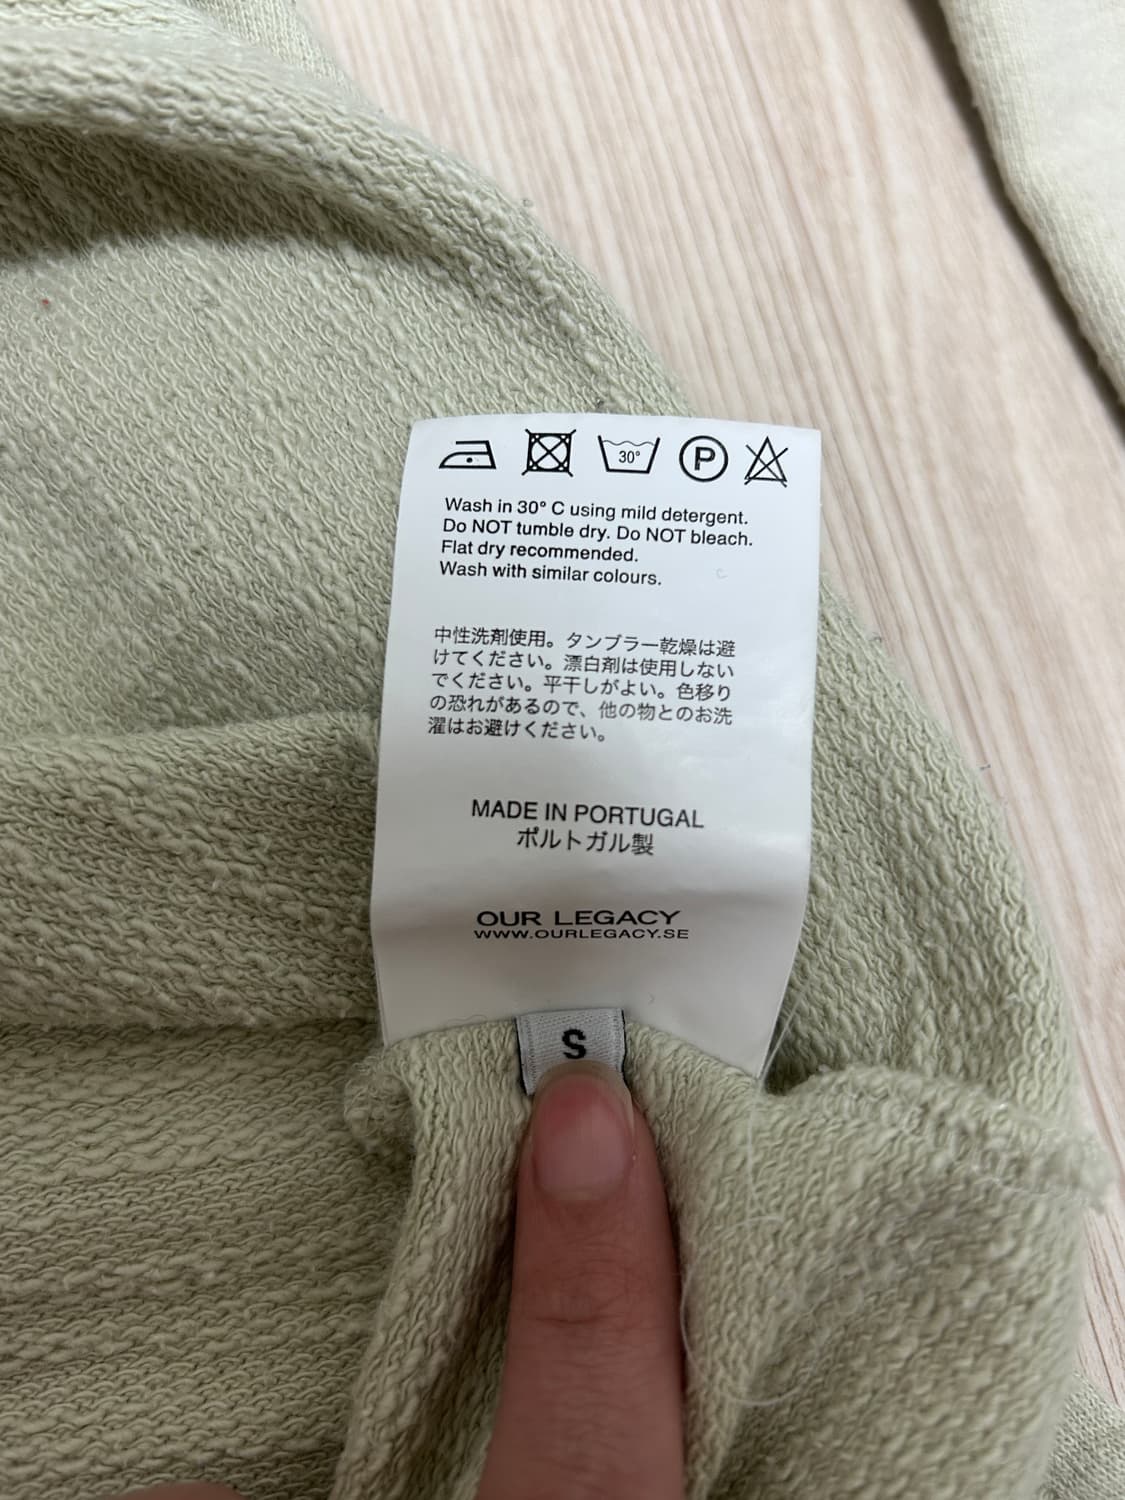 30°
P
Wash in 30° C using mild detergent.
Do NOT tumble dry. Do NOT bleach.
Flat dry recommended.
Wash with similar colours.
中性洗剤使用。タンブラー乾燥は避
けてください。漂白剤は使用しない
でください。平干しがよい。色移り
の恐れがあるので、他の物とのお洗
濯はお避けください。
MADE IN PORTUGAL
ポルトガル製
OUR LEGACY
WWW.OURLEGACY.SE
S